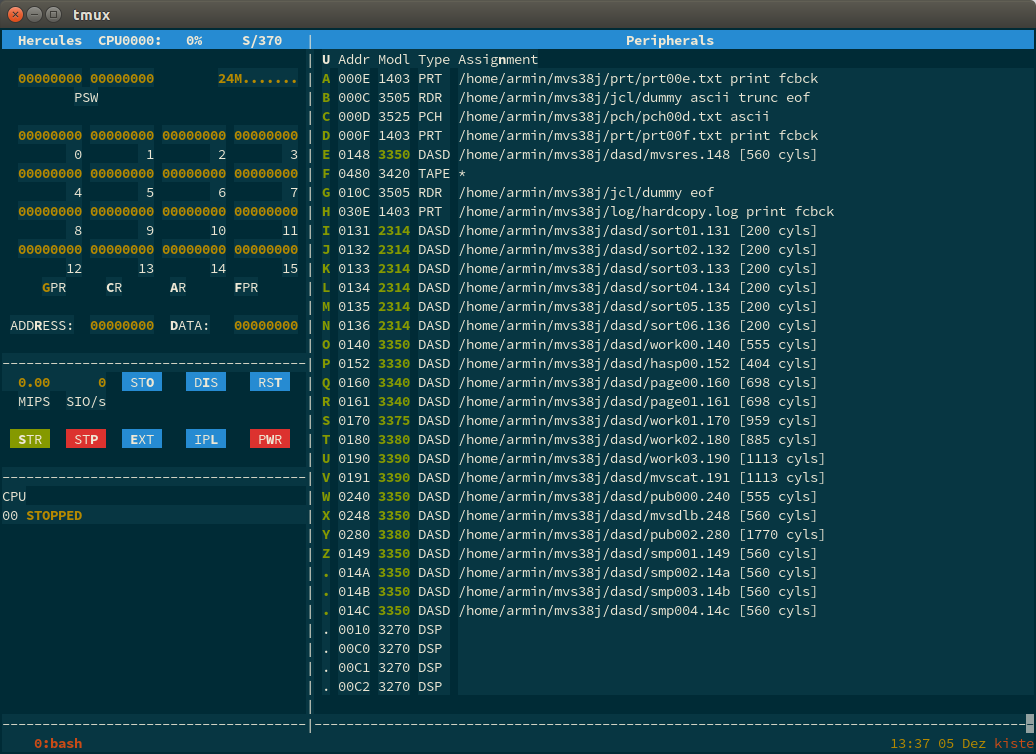 tmux
Hercules CPU0000: 0% S/370 | Peripherals
| U Addr Modl Type Assignment
00000000 00000000 24M....... | A 000E 1403 PRT /home/armin/mvs38j/prt/prt00e.txt print fcbck
PSW | B 000C 3505 RDR /home/armin/mvs38j/jcl/dummy ascii trunc eof
| C 000D 3525 PCH /home/armin/mvs38j/pch/pch00d.txt ascii
00000000 00000000 00000000 00000000 | D 000F 1403 PRT /home/armin/mvs38j/prt/prt00f.txt print fcbck
0 1 2 3 | E 0148 3350 DASD /home/armin/mvs38j/dasd/mvsres.148 [560 cyls]
00000000 00000000 00000000 00000000 | F 0480 3420 TAPE *
4 5 6 7 | G 010C 3505 RDR /home/armin/mvs38j/jcl/dummy eof
00000000 00000000 00000000 00000000 | H 030E 1403 PRT /home/armin/mvs38j/log/hardcopy.log print fcbck
8 9 10 11 | I 0131 2314 DASD /home/armin/mvs38j/dasd/sort01.131 [200 cyls]
00000000 00000000 00000000 00000000 | J 0132 2314 DASD /home/armin/mvs38j/dasd/sort02.132 [200 cyls]
12 13 14 15 | K 0133 2314 DASD /home/armin/mvs38j/dasd/sort03.133 [200 cyls]
GPR CR AR FPR | L 0134 2314 DASD /home/armin/mvs38j/dasd/sort04.134 [200 cyls]
| M 0135 2314 DASD /home/armin/mvs38j/dasd/sort05.135 [200 cyls]
ADDRESS: 00000000 DATA: 00000000 | N 0136 2314 DASD /home/armin/mvs38j/dasd/sort06.136 [200 cyls]
| O 0140 3350 DASD /home/armin/mvs38j/dasd/work00.140 [555 cyls]
--------------------------------------| P 0152 3330 DASD /home/armin/mvs38j/dasd/hasp00.152 [404 cyls]
0.00 0 STO DIS RST | Q 0160 3340 DASD /home/armin/mvs38j/dasd/page00.160 [698 cyls]
MIPS SIO/s | R 0161 3340 DASD /home/armin/mvs38j/dasd/page01.161 [698 cyls]
| S 0170 3375 DASD /home/armin/mvs38j/dasd/work01.170 [959 cyls]
STR STP EXT IPL PWR | T 0180 3380 DASD /home/armin/mvs38j/dasd/work02.180 [885 cyls]
| U 0190 3390 DASD /home/armin/mvs38j/dasd/work03.190 [1113 cyls]
--------------------------------------| V 0191 3390 DASD /home/armin/mvs38j/dasd/mvscat.191 [1113 cyls]
CPU | W 0240 3350 DASD /home/armin/mvs38j/dasd/pub000.240 [555 cyls]
00 STOPPED | X 0248 3350 DASD /home/armin/mvs38j/dasd/mvsdlb.248 [560 cyls]
| Y 0280 3380 DASD /home/armin/mvs38j/dasd/pub002.280 [1770 cyls]
| Z 0149 3350 DASD /home/armin/mvs38j/dasd/smp001.149 [560 cyls]
| . 014A 3350 DASD /home/armin/mvs38j/dasd/smp002.14a [560 cyls]
| . 014B 3350 DASD /home/armin/mvs38j/dasd/smp003.14b [560 cyls]
| . 014C 3350 DASD /home/armin/mvs38j/dasd/smp004.14c [560 cyls]
| . 0010 3270 DSP
| . 00C0 3270 DSP
| . 00C1 3270 DSP
| . 00C2 3270 DSP
|
--------------------------------------|-----------------------------------------------------------------------------------------
0:bash 13:37 05 Dez kiste